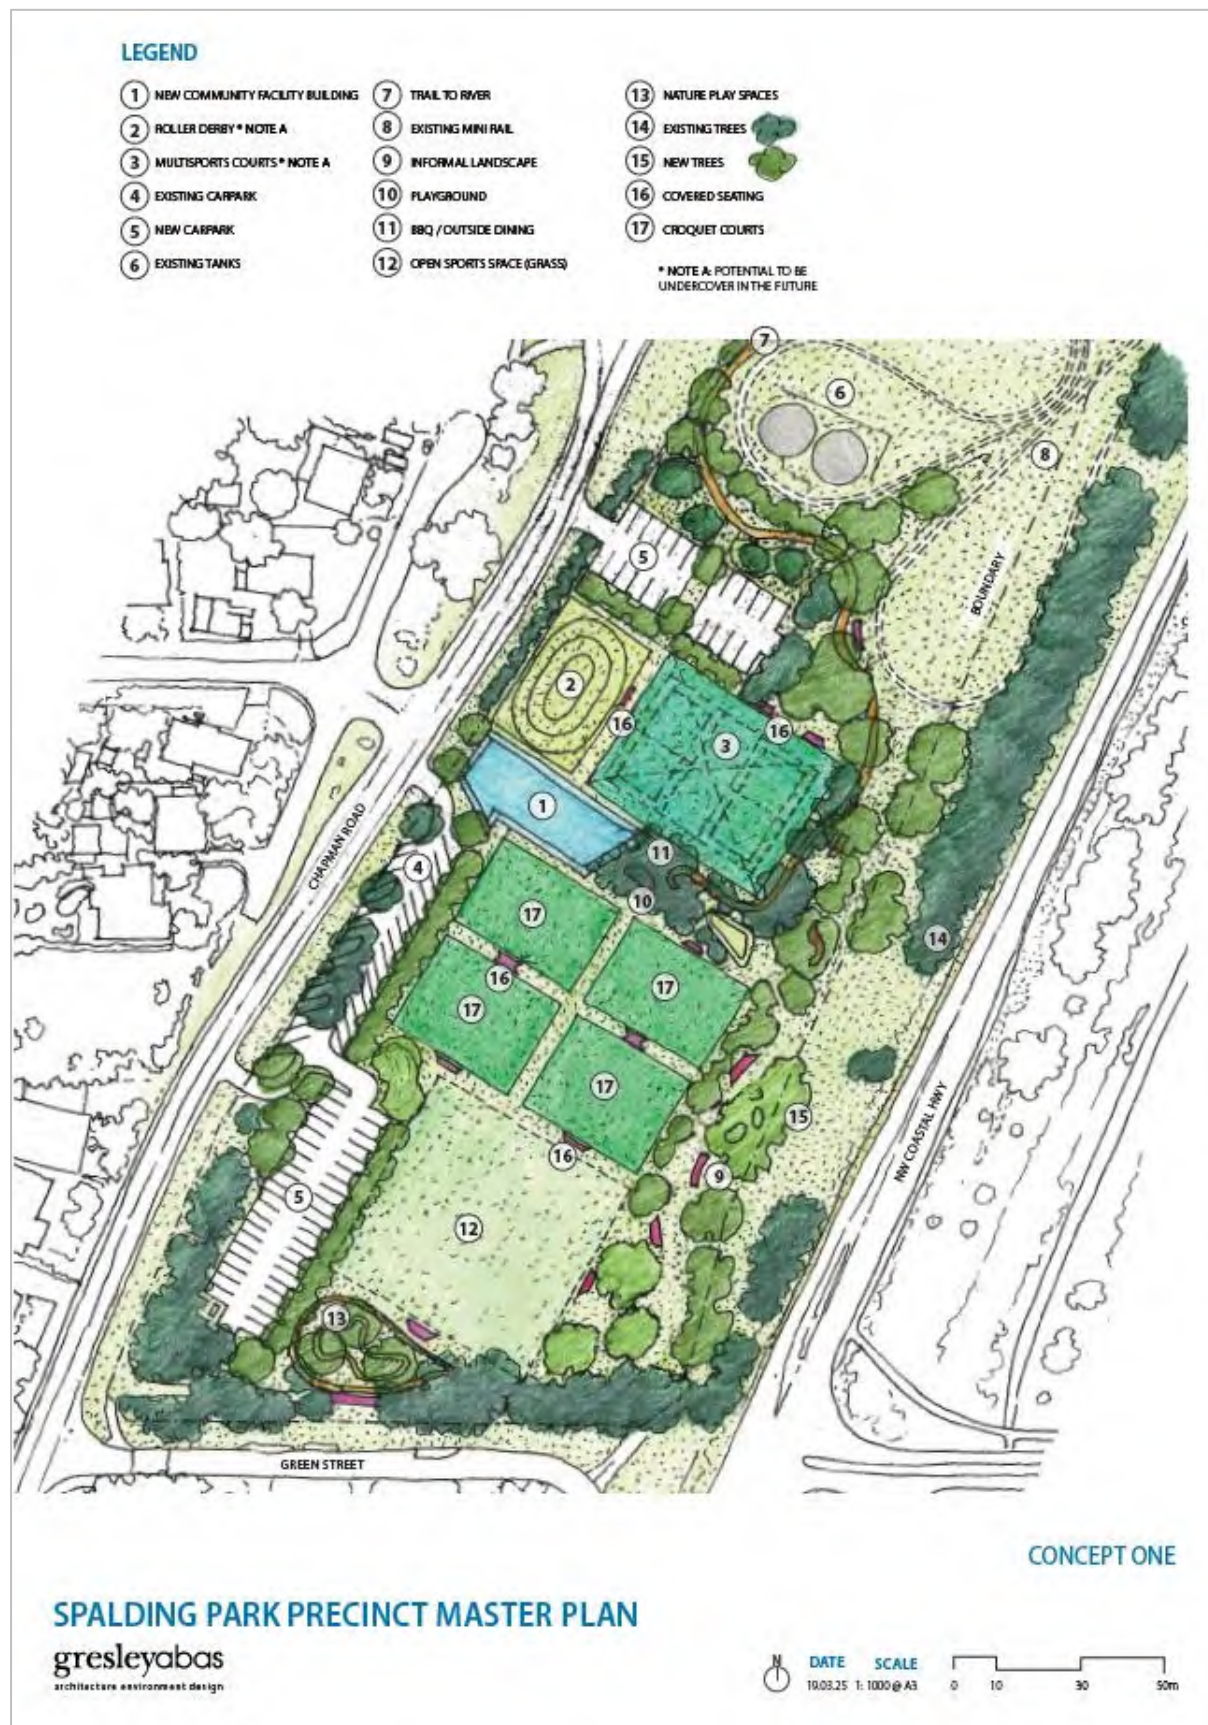 LEGEND
1 NEW COMMUNITY FACILITY BUILDING
2 ROLLER DERBY * NOTE A
3 MULTISPORTS COURTS * NOTE A
4 EXISTING CARPARK
5 NEW CARPARK
6 EXISTING TANKS
7 TRAIL TO RIVER
8 EXISTING MINI RAIL
9 INFORMAL LANDSCAPE
10 PLAYGROUND
11 BBQ / OUTSIDE DINING
12 OPEN SPORTS SPACE (GRASS)
13 NATURE PLAY SPACES
14 EXISTING TREES
15 NEW TREES
16 COVERED SEATING
17 CROQUET COURTS
* NOTE A: POTENTIAL TO BE
UNDERCOVER IN THE FUTURE
7
6
8
5
BOUNDARY
2
16
16
3
1
CHAPMAN ROAD
11
4
10
17
14
16
17
17
17
NW COASTAL HWY
15
16
9
5
12
13
GREEN STREET
CONCEPT ONE
SPALDING PARK PRECINCT MASTER PLAN
gresleyabas
architecture environment design
N
DATE SCALE
19.03.25 1: 1000 @ A3
0 10 30 50m